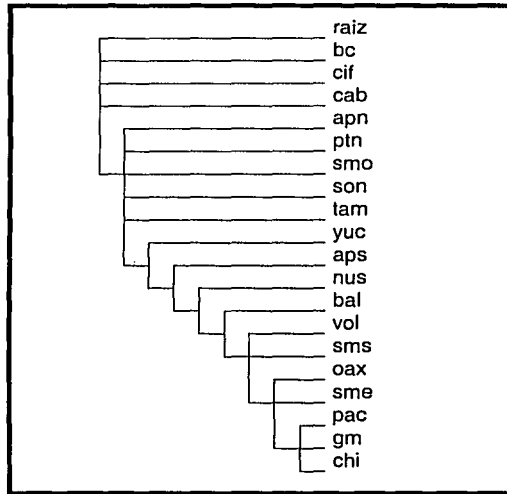 raiz
bc
cif
cab
apn
ptn
smo
son
tam
yuc
aps
nus
bal
vol
sms
oax
sme
pac
gm
chi